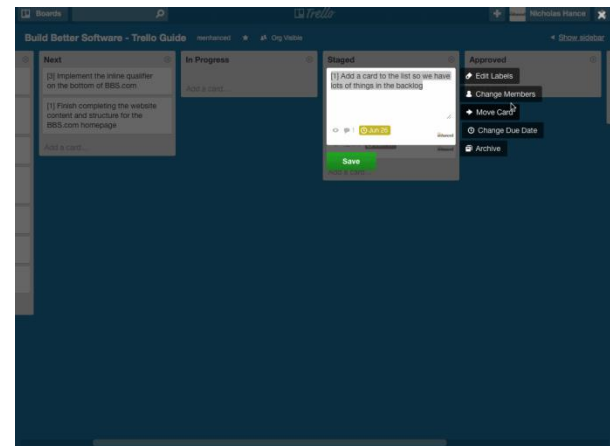 Boards
Trello
Nicholas Hance
Build Better Software - Trello Guide
Org Visible
Show sidebar
Next
In Progress
Staged
Approved
[3] Implement the inline qualifier
on the bottom of BBS.com
[1] Finish completing the website
content and structure for the
BBS.com homepage
Add a card...
Add a card...
[1] Add a card to the list so we have
lots of things in the backlog
1
Jun 26
Save
Add a card...
Edit Labels
Change Members
Move Card
Change Due Date
Archive